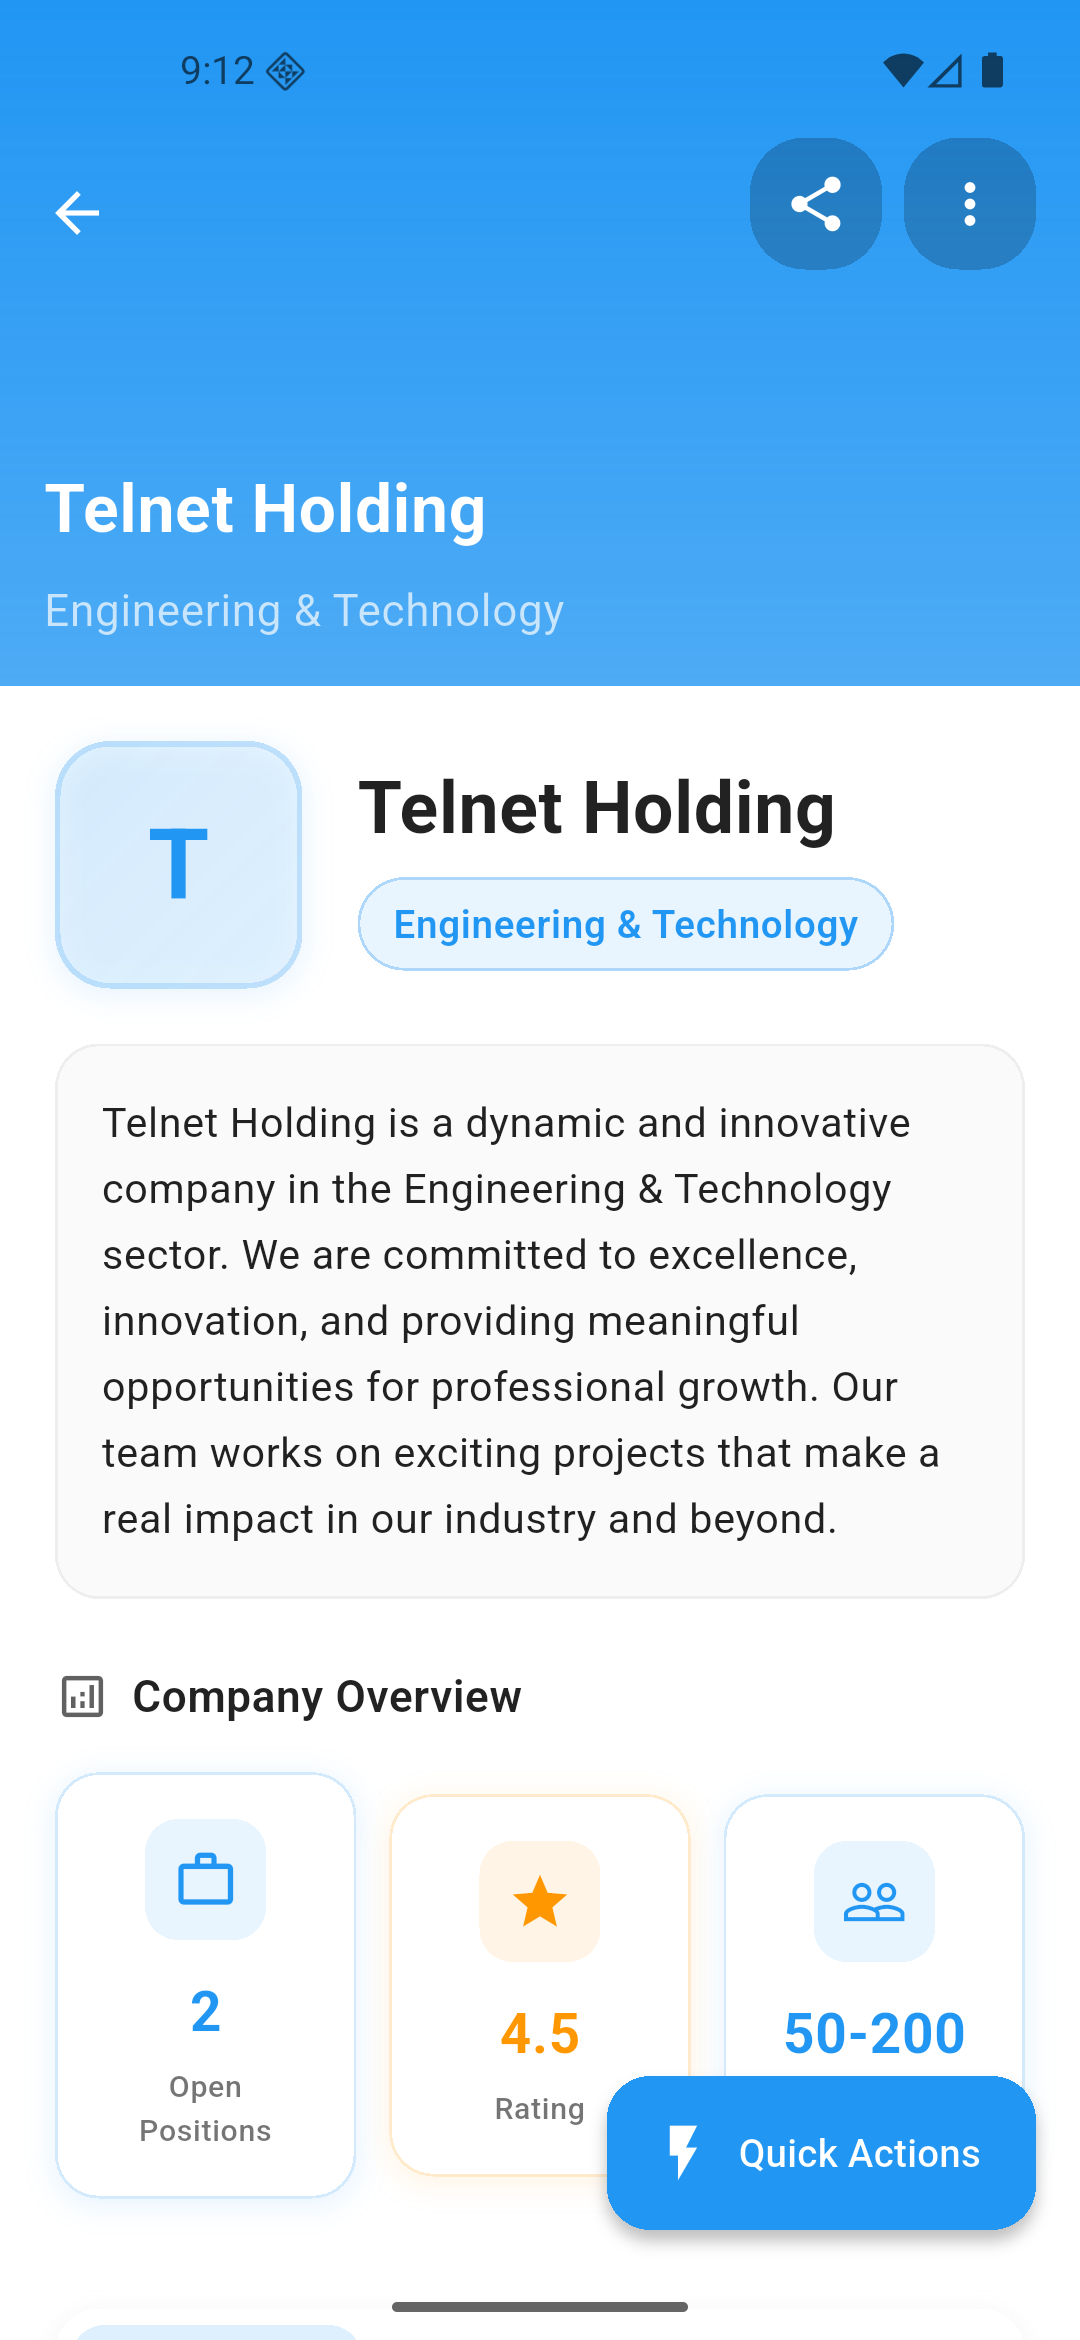 9:12
Telnet Holding
Engineering & Technology
T
Telnet Holding
Engineering & Technology
Telnet Holding is a dynamic and innovative
company in the Engineering & Technology
sector. We are committed to excellence,
innovation, and providing meaningful
opportunities for professional growth. Our
team works on exciting projects that make a
real impact in our industry and beyond.
Company Overview
2
Open
Positions
4.5
Rating
50-200
Quick Actions